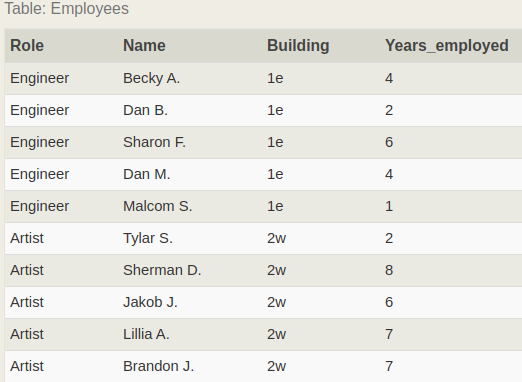 Table: Employees
Role Name Building Years_employed
Engineer Becky A. 1e 4
Engineer Dan B. 1e 2
Engineer Sharon F. 1e 6
Engineer Dan M. 1e 4
Engineer Malcom S. 1e 1
Artist Tylar S. 2w 2
Artist Sherman D. 2w 8
Artist Jakob J. 2w 6
Artist Lillia A. 2w 7
Artist Brandon J. 2w 7